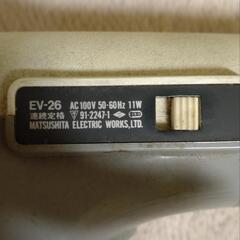 EV-26 AC100V 50-60Hz 11W
連続定格 91-2247-1
MATSUSHITA ELECTRIC WORKS,LTD.